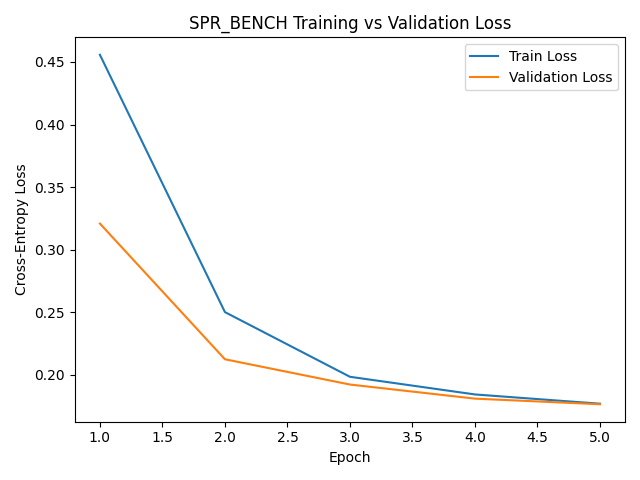 SPR_BENCH Training vs Validation Loss
Train Loss
Validation Loss
Cross-Entropy Loss
0.45
0.40
0.35
0.30
0.25
0.20
1.0 1.5 2.0 2.5 3.0 3.5 4.0 4.5 5.0
Epoch